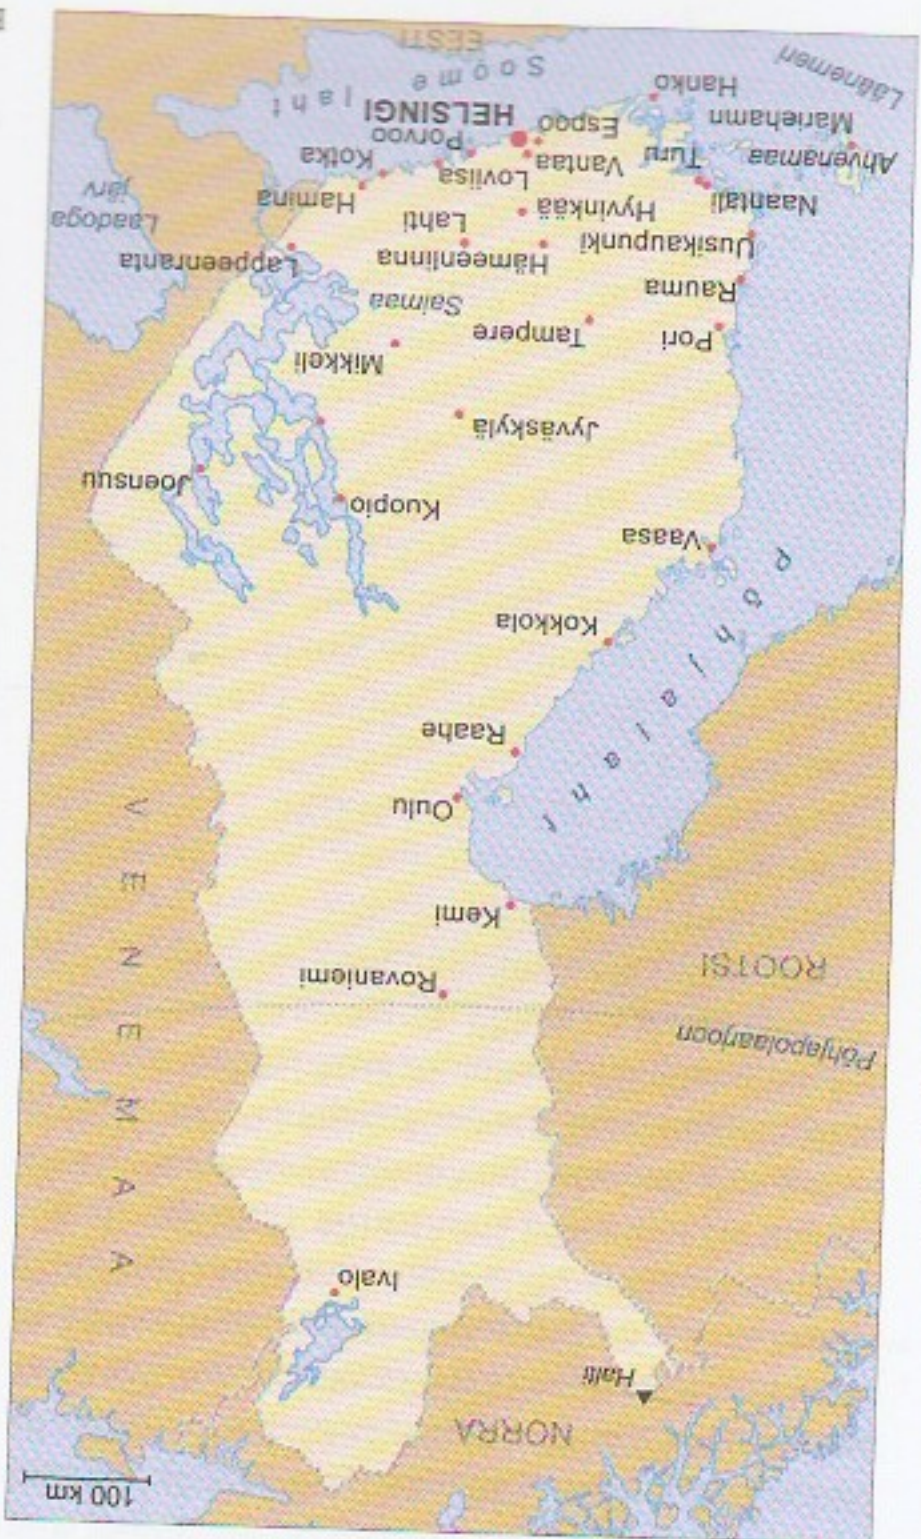 100 km
NORRA
Halti
Ivalo
VENEMAA
Põhjapolaarjoon
ROOTSI
Rovaniemi
Kemi
Oulu
Raahe
Põhjalaht
Kokkola
Vaasa
Kuopio
Joensuu
Jyväskylä
Mikkeli
Pori
Tampere
Saimaa
Rauma
Lappeenranta
Uusikaupunki
Hämeenlinna
Lahti
Laadoga
järv
Naantali
Hyvinkää
Hamina
Ahvenamaa
Turu
Vantaa
Loviisa
Kotka
Mariehamn
Espoo
Porvoo
HELSINGI
Hanko
Läänemeri
Soome laht
EESTI